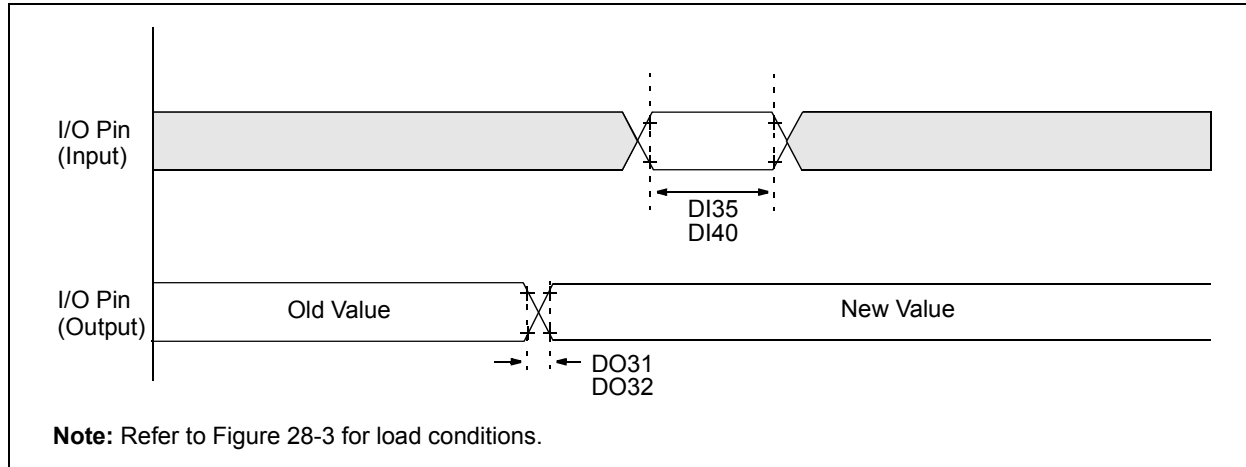 I/O Pin
(Input)
DI35
DI40
I/O Pin
(Output)
Old Value
New Value
DO31
DO32
Note: Refer to Figure 28-3 for load conditions.